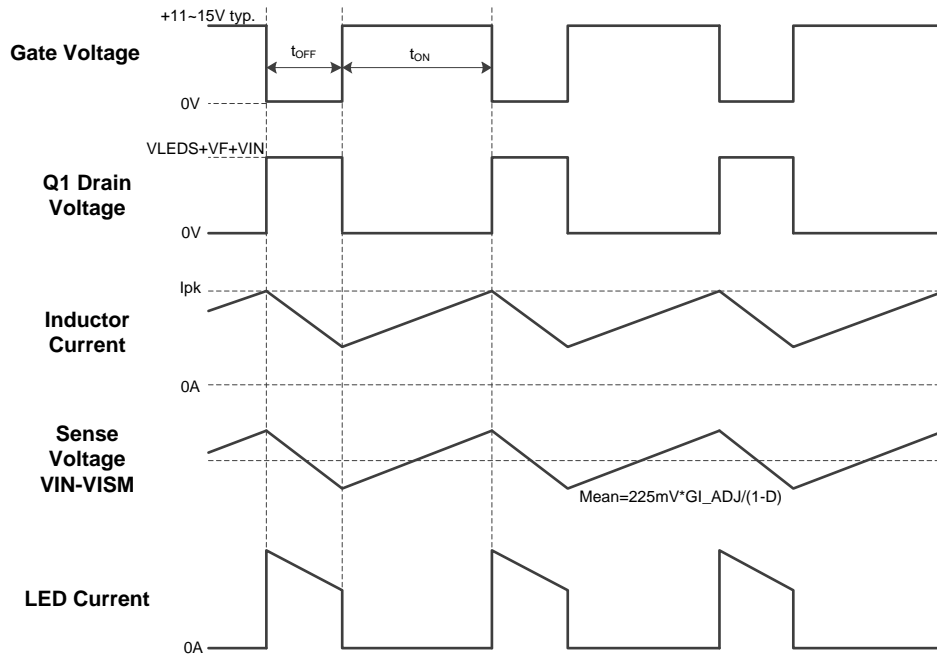 +11~15V typ.
Gate Voltage
tOFF
tON
0V
VLEDS+VF+VIN
Q1 Drain
Voltage
0V
Ipk
Inductor
Current
0A
Sense
Voltage
VIN-VISM
Mean=225mV*GI_ADJ/(1-D)
LED Current
0A